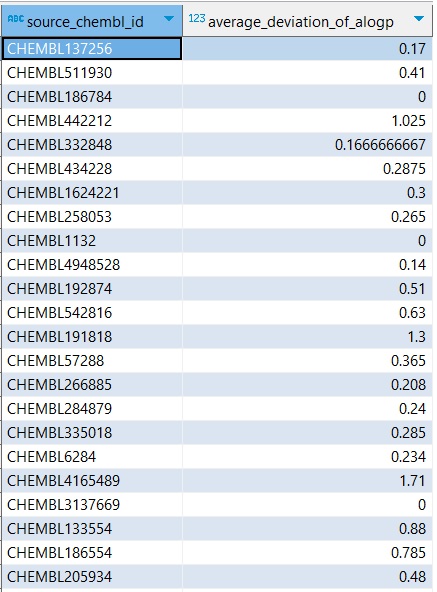 ABC source_chembl_id 123 average_deviation_of_alogp
CHEMBL137256 0.17
CHEMBL511930 0.41
CHEMBL186784 0
CHEMBL442212 1.025
CHEMBL332848 0.1666666667
CHEMBL434228 0.2875
CHEMBL1624221 0.3
CHEMBL258053 0.265
CHEMBL1132 0
CHEMBL4948528 0.14
CHEMBL192874 0.51
CHEMBL542816 0.63
CHEMBL191818 1.3
CHEMBL57288 0.365
CHEMBL266885 0.208
CHEMBL284879 0.24
CHEMBL335018 0.285
CHEMBL6284 0.234
CHEMBL4165489 1.71
CHEMBL3137669 0
CHEMBL133554 0.88
CHEMBL186554 0.785
CHEMBL205934 0.48